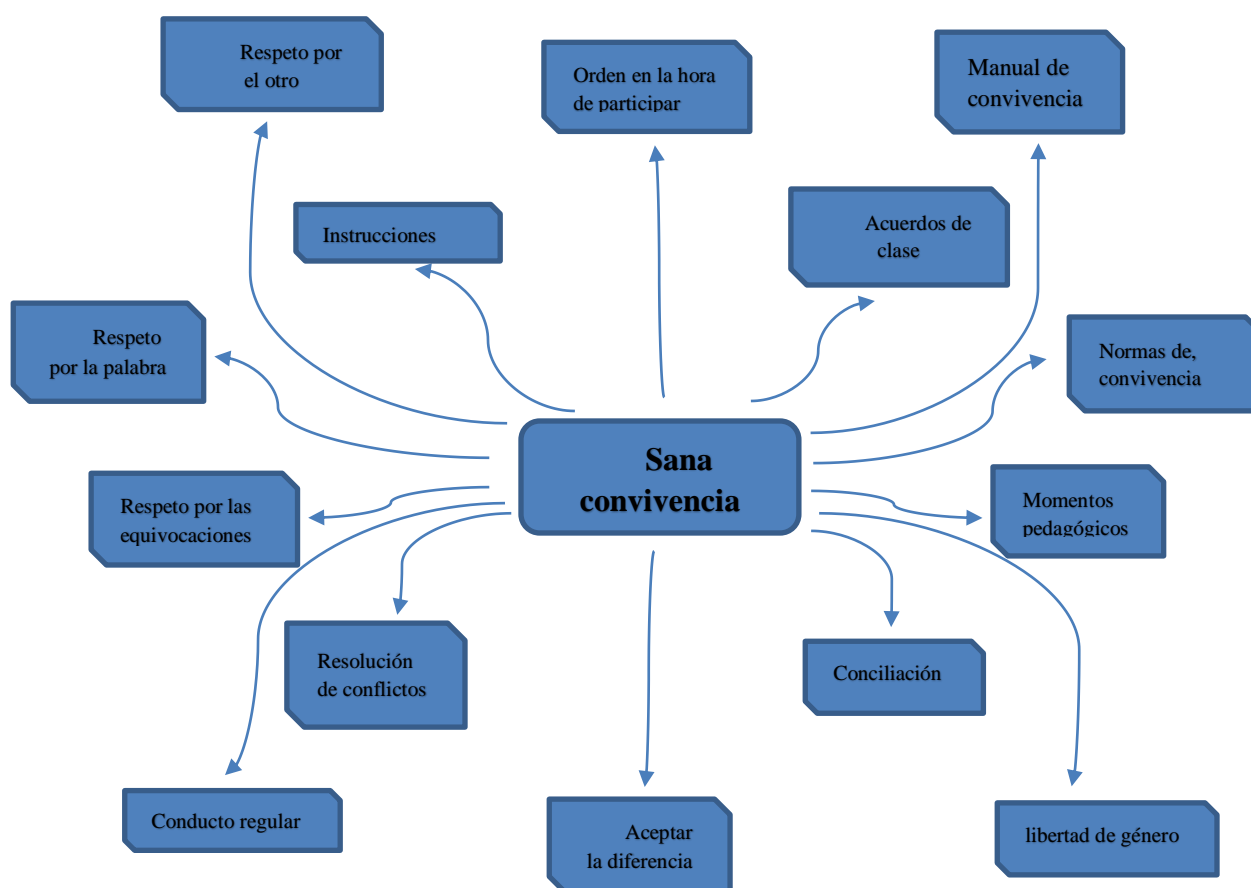 Respeto por
el otro
Orden en la hora
de participar
Manual de
convivencia
Instrucciones
Acuerdos de
clase
Respeto
por la palabra
Normas de,
convivencia
Sana
convivencia
Respeto por las
equivocaciones
Momentos
pedagógicos
Resolución
de conflictos
Conciliación
Conducto regular
Aceptar
la diferencia
libertad de género